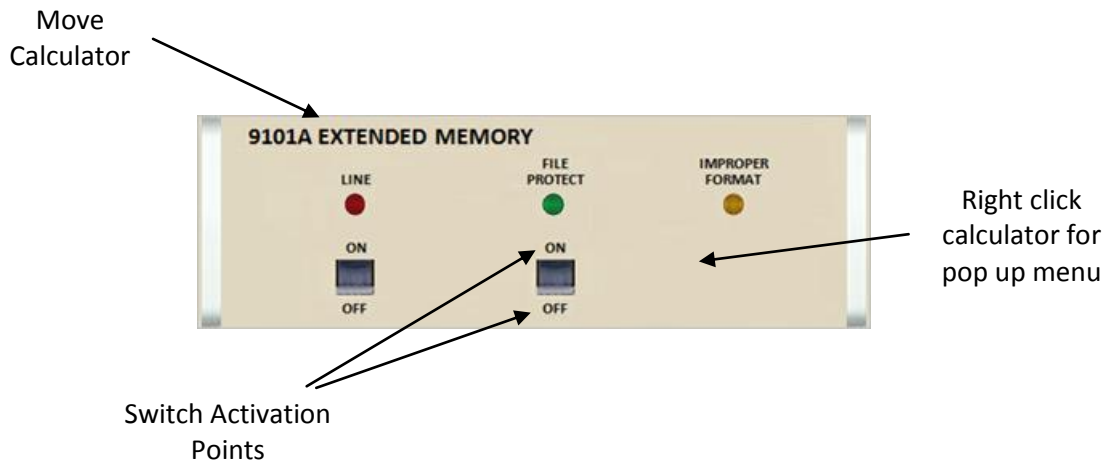 Move
Calculator
9101A EXTENDED MEMORY
LINE
FILE
PROTECT
IMPROPER
FORMAT
ON
OFF
ON
OFF
Right click
calculator for
pop up menu
Switch Activation
Points